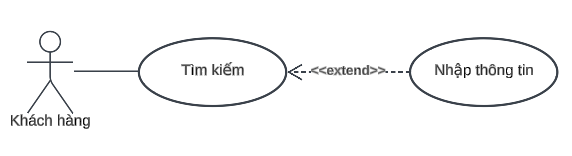 Tìm kiếm
<<extend>>
Nhập thông tin
Khách hàng